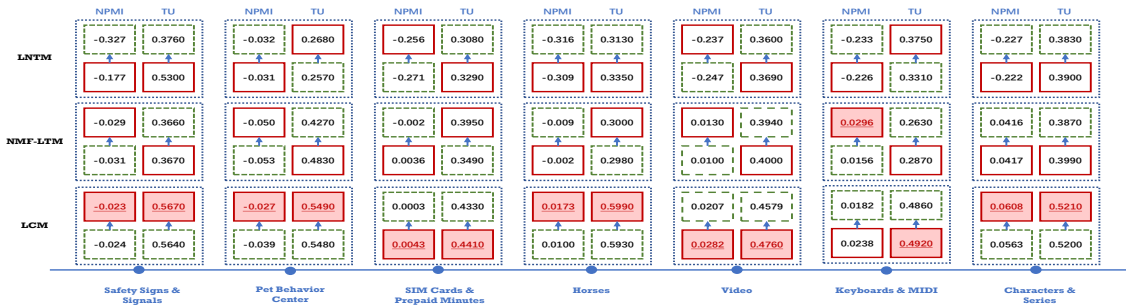 NPMI TU NPMI TU NPMI TU NPMI TU NPMI TU NPMI TU NPMI TU
-0.327 0.3760 -0.032 0.2680 -0.256 0.3080 -0.316 0.3130 -0.237 0.3600 -0.233 0.3750 -0.227 0.3830
LNTM
-0.177 0.5300 -0.031 0.2570 -0.271 0.3290 -0.309 0.3350 -0.247 0.3690 -0.226 0.3310 -0.222 0.3900
-0.029 0.3660 -0.050 0.4270 -0.002 0.3950 -0.009 0.3000 0.0130 0.3940 0.0296 0.2630 0.0416 0.3870
NMF-LTM
-0.031 0.3670 -0.053 0.4830 0.0036 0.3490 -0.002 0.2980 0.0100 0.4000 0.0156 0.2870 0.0417 0.3990
-0.023 0.5670 -0.027 0.5490 0.0003 0.4330 0.0173 0.5990 0.0207 0.4579 0.0182 0.4860 0.0608 0.5210
LCM
-0.024 0.5640 -0.039 0.5480 0.0043 0.4410 0.0100 0.5930 0.0282 0.4760 0.0238 0.4920 0.0563 0.5200
Safety Signs & Pet Behavior SIM Cards & Horses Video Keyboards & MIDI Characters &
Signals Center Prepaid Minutes Series